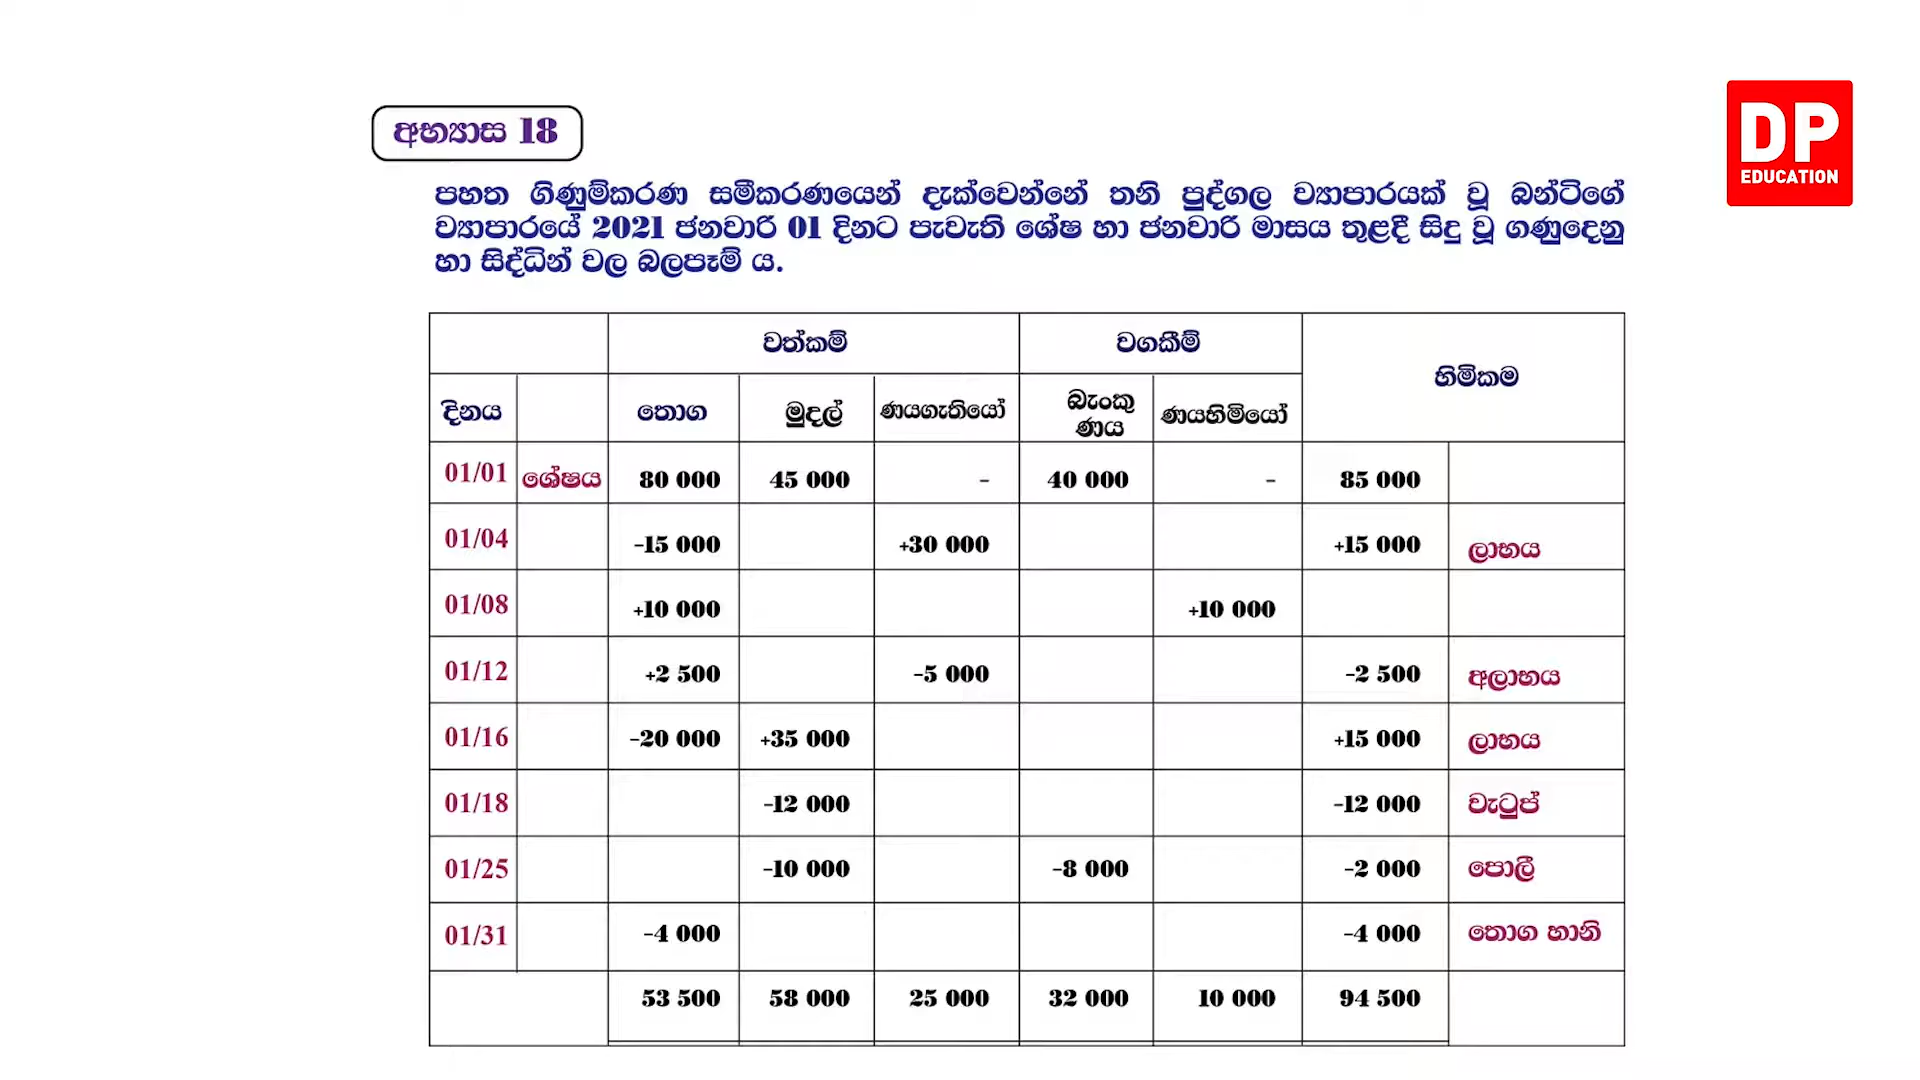 DP
EDUCATION
අභ්‍යාස 18
පහත ගිණුම්කරණ සමීකරණයෙන් දැක්වෙන්නේ තනි පුද්ගල ව්‍යාපාරයක් වූ බන්ටිගේ
ව්‍යාපාරයේ 2021 ජනවාරි 01 දිනට පැවැති ශේෂ හා ජනවාරි මාසය තුළදී සිදු වූ ගණුදෙනු
හා සිද්ධින් වල බලපෑම් ය.
වත්කම් වගකීම් හිමිකම
දිනය තොග මුදල් ණයගැතියෝ බැංකු ණය ණයහිමියෝ
01/01 ශේෂය 80 000 45 000 - 40 000 - 85 000
01/04 -15 000 +30 000 +15 000 ලාභය
01/08 +10 000 +10 000
01/12 +2 500 -5 000 -2 500 අලාභය
01/16 -20 000 +35 000 +15 000 ලාභය
01/18 -12 000 -12 000 වැටුප්
01/25 -10 000 -8 000 -2 000 පොලී
01/31 -4 000 -4 000 තොග හානි
53 500 58 000 25 000 32 000 10 000 94 500